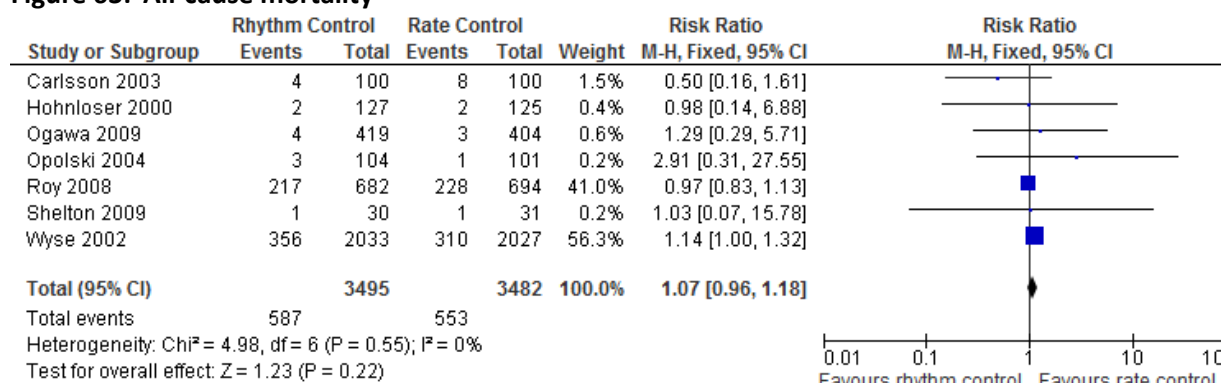 Figure All-cause mortality
Rhythm Control Rate Control Risk Ratio Risk Ratio
Study or Subgroup Events Total Events Total Weight M-H, Fixed, 95% CI M-H, Fixed, 95% CI
Carlsson 2003 4 100 8 100 1.5% 0.50 [0.16, 1.61]
Hohnloser 2000 2 127 2 125 0.4% 0.98 [0.14, 6.88]
Ogawa 2009 4 419 3 404 0.6% 1.29 [0.29, 5.71]
Opolski 2004 3 104 1 101 0.2% 2.91 [0.31, 27.55]
Roy 2008 217 682 228 694 41.0% 0.97 [0.83, 1.13]
Shelton 2009 1 30 1 31 0.2% 1.03 [0.07, 15.78]
Wyse 2002 356 2033 310 2027 56.3% 1.14 [1.00, 1.32]
Total (95% CI) 3495 3482 100.0% 1.07 [0.96, 1.18]
Total events 587 553
Heterogeneity: Chi² = 4.98, df = 6 (P = 0.55); I² = 0%
Test for overall effect: Z = 1.23 (P = 0.22)
0.01 0.1 1 10
Favours rhythm control Favours rate control